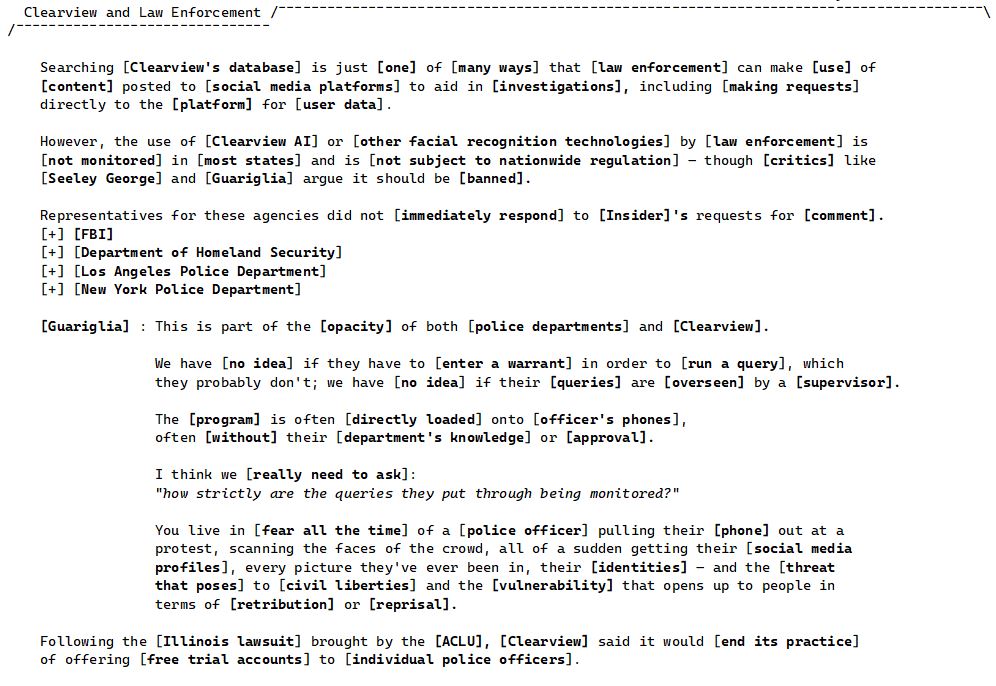 Clearview and Law Enforcement /------------------------------------------------------------------------------------------\
/-------------------------------
Searching [Clearview's database] is just [one] of [many ways] that [law enforcement] can make [use] of
[content] posted to [social media platforms] to aid in [investigations], including [making requests]
directly to the [platform] for [user data].
However, the use of [Clearview AI] or [other facial recognition technologies] by [law enforcement] is
[not monitored] in [most states] and is [not subject to nationwide regulation] — though [critics] like
[Seeley George] and [Guariglia] argue it should be [banned].
Representatives for these agencies did not [immediately respond] to [Insider]'s requests for [comment].
[+] [FBI]
[+] [Department of Homeland Security]
[+] [Los Angeles Police Department]
[+] [New York Police Department]
[Guariglia] : This is part of the [opacity] of both [police departments] and [Clearview].
We have [no idea] if they have to [enter a warrant] in order to [run a query], which
they probably don't; we have [no idea] if their [queries] are [overseen] by a [supervisor].
The [program] is often [directly loaded] onto [officer's phones],
often [without] their [department's knowledge] or [approval].
I think we [really need to ask]:
"how strictly are the queries they put through being monitored?"
You live in [fear all the time] of a [police officer] pulling their [phone] out at a
protest, scanning the faces of the crowd, all of a sudden getting their [social media
profiles], every picture they've ever been in, their [identities] — and the [threat
that poses] to [civil liberties] and the [vulnerability] that opens up to people in
terms of [retribution] or [reprisal].
Following the [Illinois lawsuit] brought by the [ACLU], [Clearview] said it would [end its practice]
of offering [free trial accounts] to [individual police officers].